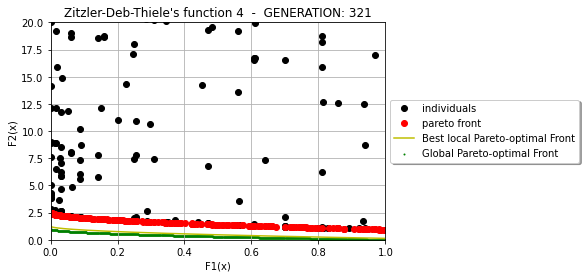 Zitzler-Deb-Thiele's function 4 - GENERATION: 321
20.0
17.5
15.0
12.5
10.0
7.5
5.0
2.5
0.0
F2(x)
0.0 0.2 0.4 0.6 0.8 1.0
F1(x)
individuals
pareto front
Best local Pareto-optimal Front
Global Pareto-optimal Front